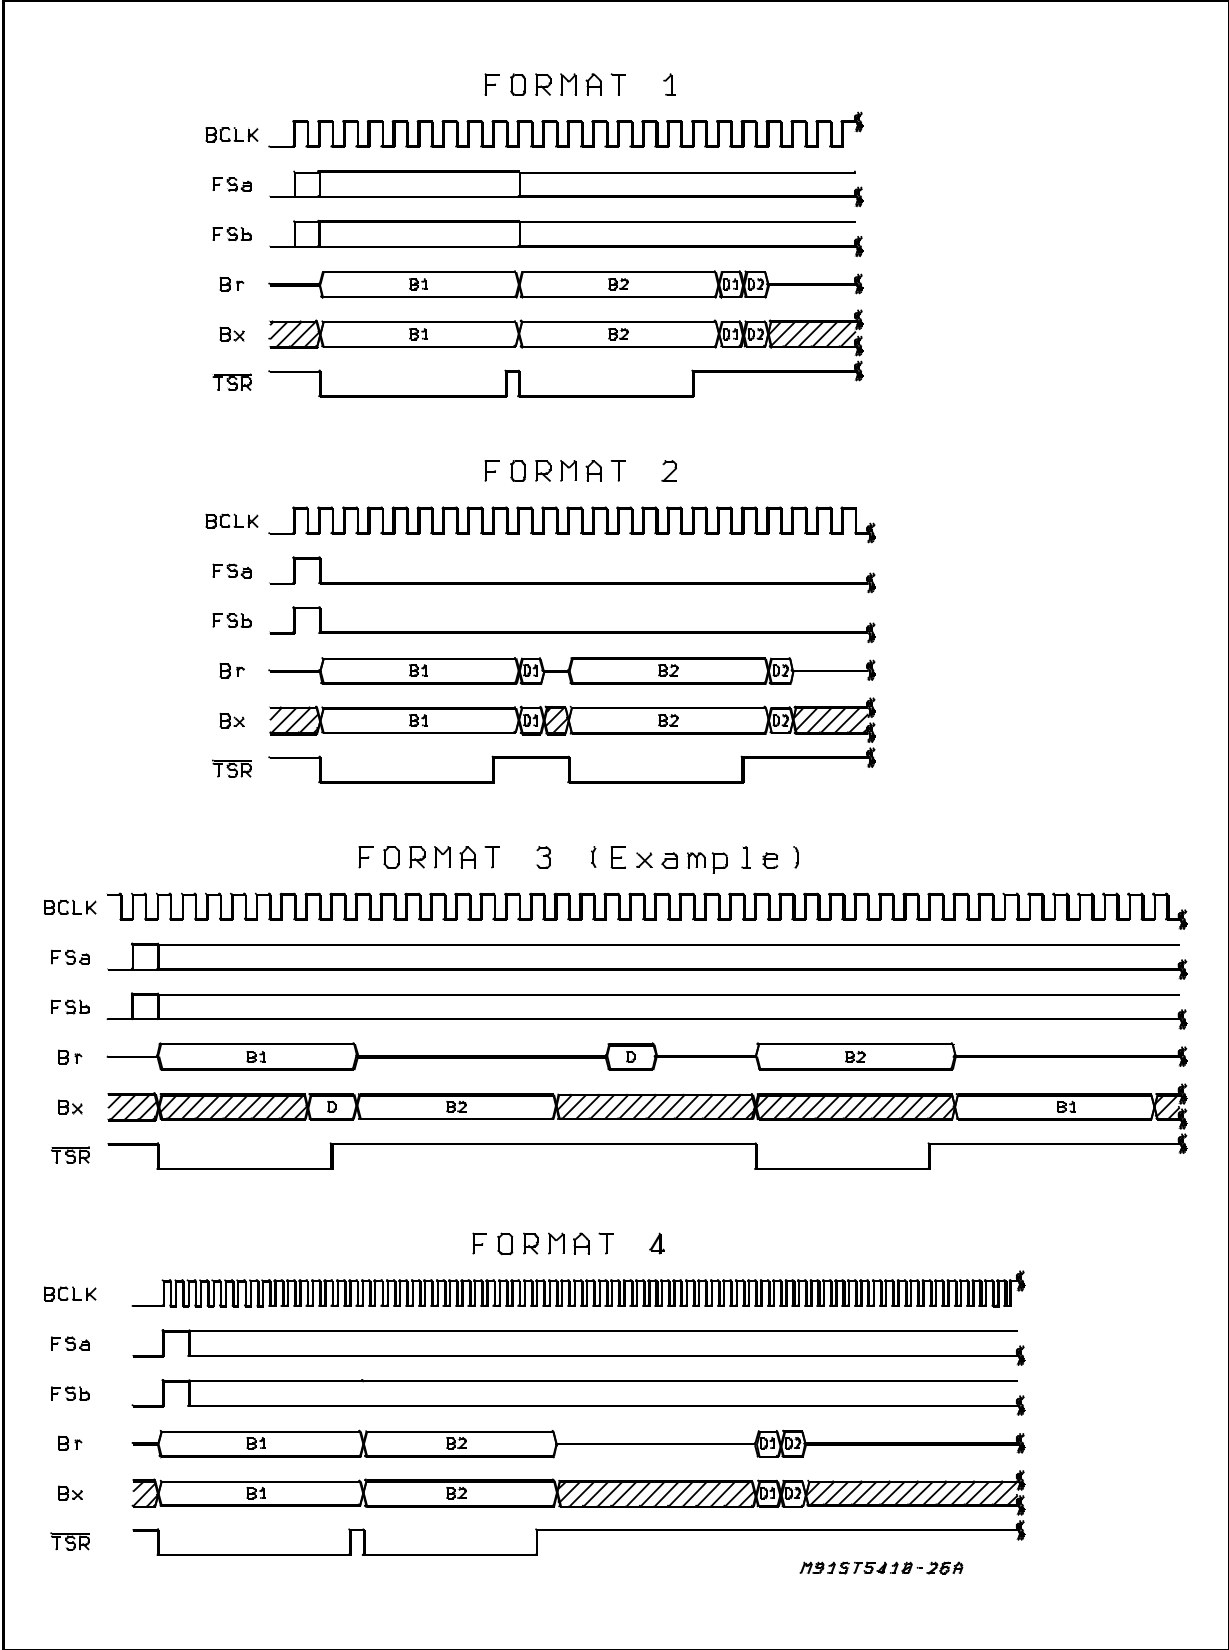 FORMAT 1
BCLK
FSa
FSb
Br B1 B2 D1 D2
Bx B1 B2 D1 D2
TSR
FORMAT 2
BCLK
FSa
FSb
Br B1 D1 B2 D2
Bx B1 D1 B2 D2
TSR
FORMAT 3 (Example)
BCLK
FSa
FSb
Br B1 D B2
Bx D B2 B1
TSR
FORMAT 4
BCLK
FSa
FSb
Br B1 B2 D1 D2
Bx B1 B2 D1 D2
TSR
M91ST5410-26A